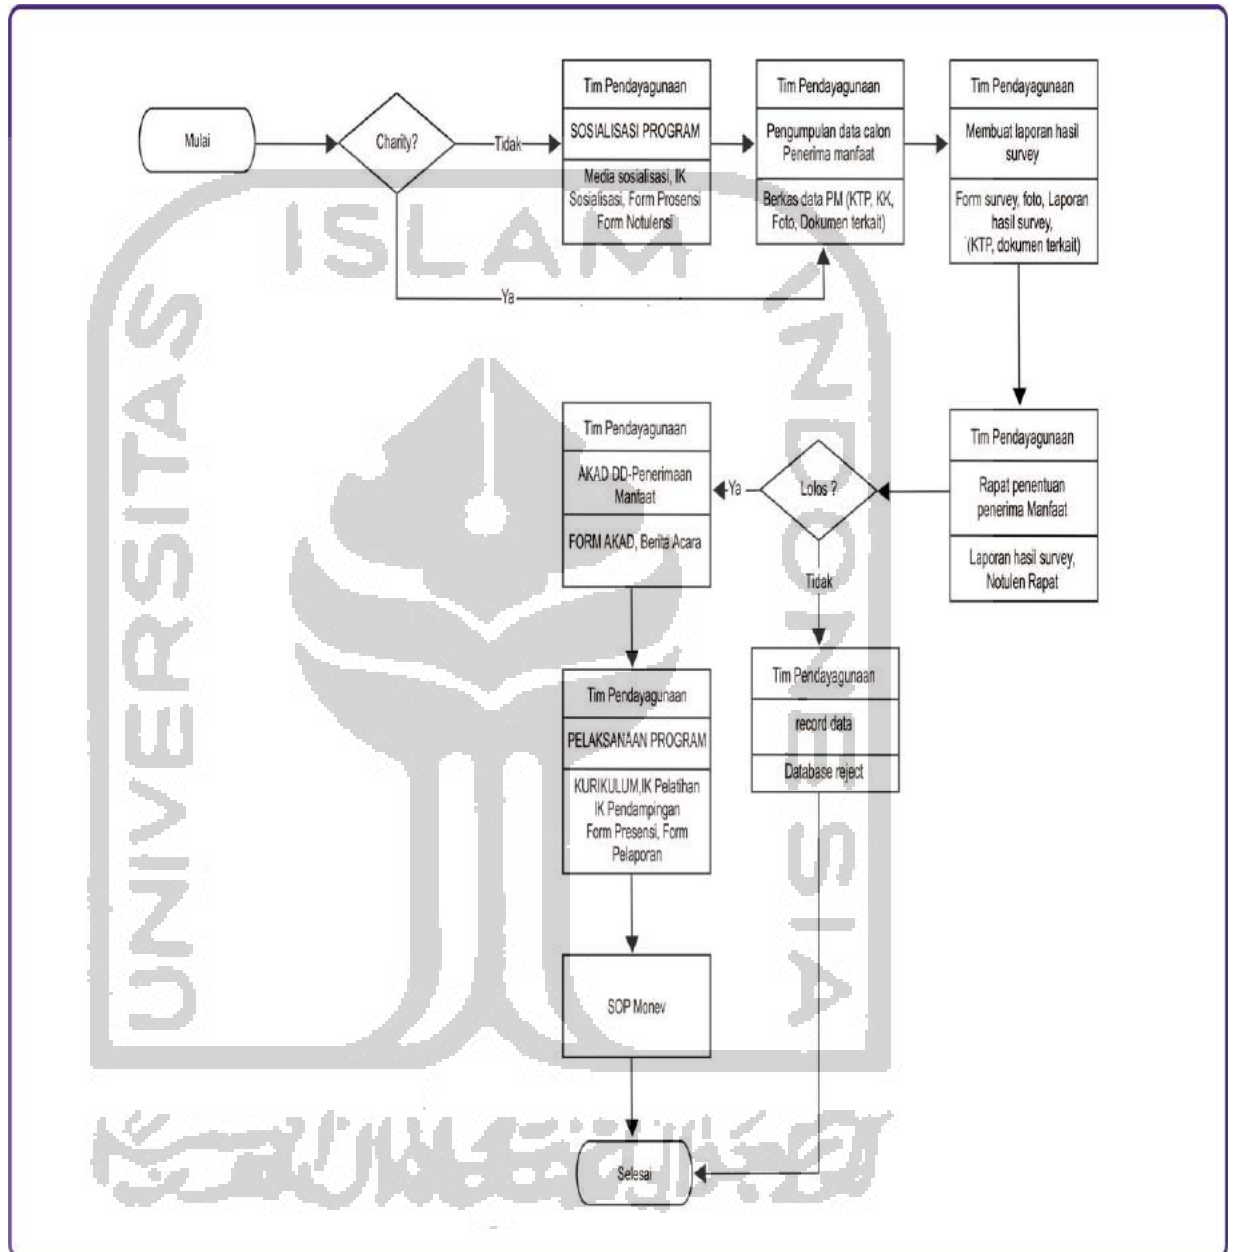 Mulai
Charity?
Tidak
Tim Pendayagunaan
SOSIALISASI PROGRAM
Media sosialisasi, IK
Sosialisasi, Form Prosensi
Form Notulensi
Tim Pendayagunaan
Pengumpulan data calon
Penerima manfaat
Berkas data PM (KTP, KK,
Foto, Dokumen terkait)
Tim Pendayagunaan
Membuat laporan hasil
survey
Form survey, foto, Laporan
hasil survey,
(KTP, dokumen terkait)
Ya
Tim Pendayagunaan
Rapat penentuan
penerima Manfaat
Laporan hasil survey,
Notulen Rapat
Lolos ?
Ya
Tidak
Tim Pendayagunaan
AKAD DD-Penerimaan
Manfaat
FORM AKAD, Berita Acara
Tim Pendayagunaan
record data
Database reject
Tim Pendayagunaan
PELAKSANAAN PROGRAM
KURIKULUM,IK Pelatihan
IK Pendampingan
Form Presensi, Form
Pelaporan
SOP Monev
Selesai
UNIVERSITAS
ISLAM
INDONESIA